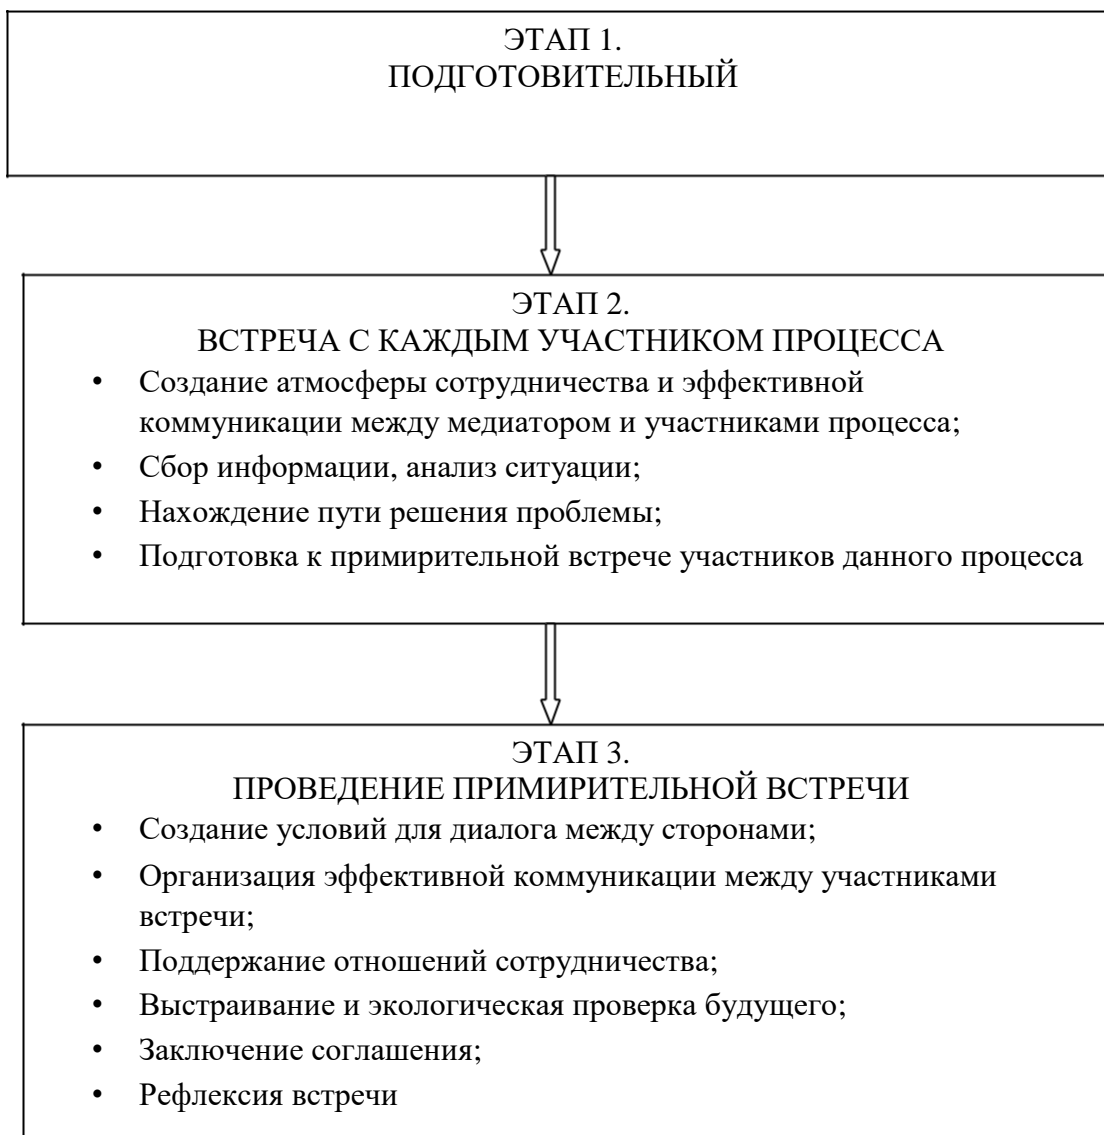 ЭТАП 1.
ПОДГОТОВИТЕЛЬНЫЙ
ЭТАП 2.
ВСТРЕЧА С КАЖДЫМ УЧАСТНИКОМ ПРОЦЕССА
• Создание атмосферы сотрудничества и эффективной
коммуникации между медиатором и участниками процесса;
• Сбор информации, анализ ситуации;
• Нахождение пути решения проблемы;
• Подготовка к примирительной встрече участников данного процесса
ЭТАП 3.
ПРОВЕДЕНИЕ ПРИМИРИТЕЛЬНОЙ ВСТРЕЧИ
• Создание условий для диалога между сторонами;
• Организация эффективной коммуникации между участниками
встречи;
• Поддержание отношений сотрудничества;
• Выстраивание и экологическая проверка будущего;
• Заключение соглашения;
• Рефлексия встречи